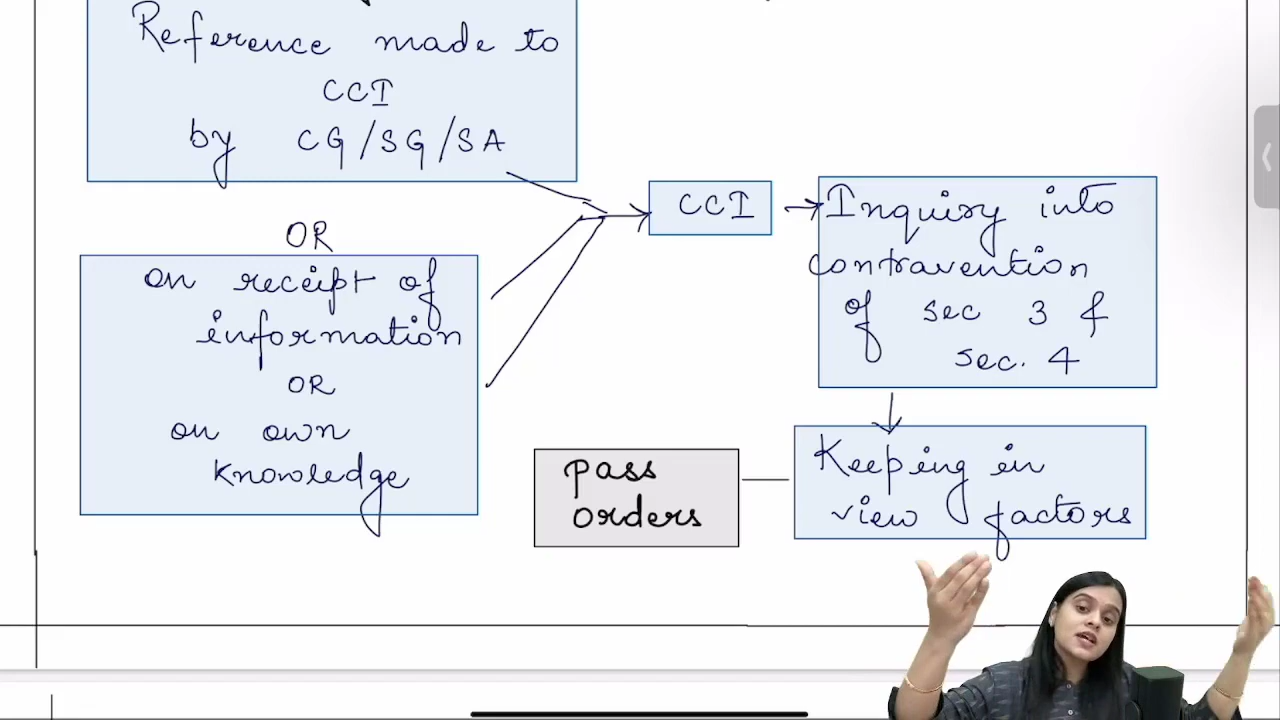 Reference made to
CCI
by CG/SG/SA
OR
on receipt of
information
OR
on own
knowledge
CCI
Inquiry into
contravention
of sec 3 &
sec. 4
Keeping in
view factors
pass
orders